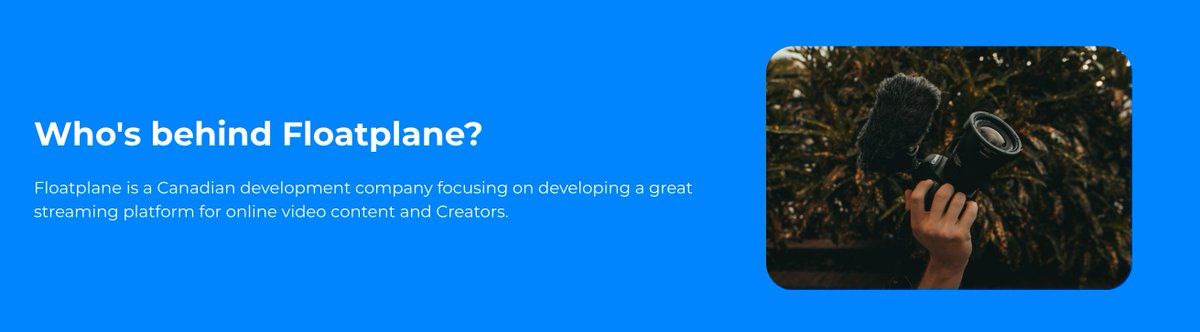 Who's behind Floatplane?
Floatplane is a Canadian development company focusing on developing a great
streaming platform for online video content and Creators.